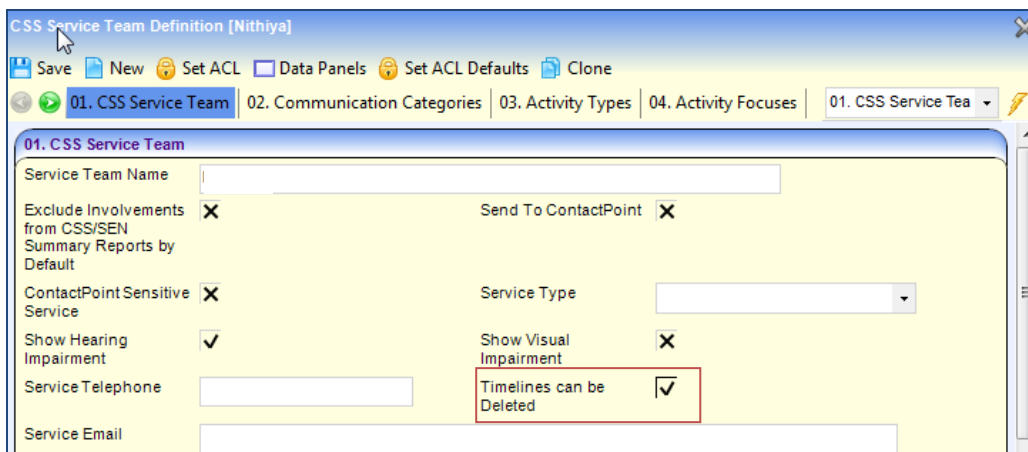 CSS Service Team Definition [Nithiya]
Save New Set ACL Data Panels Set ACL Defaults Clone
01. CSS Service Team 02. Communication Categories 03. Activity Types 04. Activity Focuses 01. CSS Service Tea
01. CSS Service Team
Service Team Name
Exclude Involvements Send To ContactPoint
from CSS/SEN
Summary Reports by
Default
ContactPoint Sensitive Service Type
Service
Show Hearing Show Visual
Impairment Impairment
Service Telephone Timelines can be
Deleted
Service Email